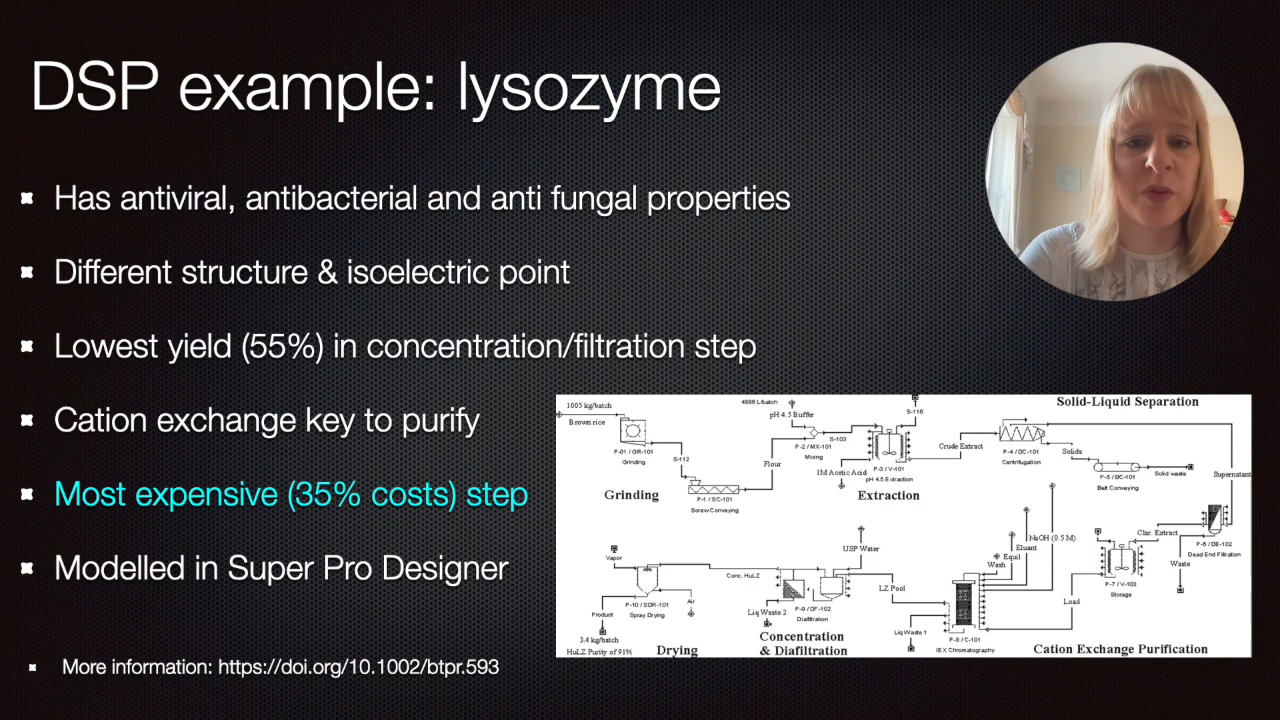 DSP example: lysozyme
Has antiviral, antibacterial and anti fungal properties
Different structure & isoelectric point
Lowest yield (55%) in concentration/filtration step
Cation exchange key to purify
Most expensive (35% costs) step
Modelled in Super Pro Designer
More information: https://doi.org/10.1002/btpr.593
1005 kg/batch
Brown rice
P-01 / GR-101
Grinding
S-112
P-1 / SC-101
Screw Conveying
Grinding
Flour
4886 L/batch
pH 4.5 Buffer
P-2 / MX-101
Mixing
S-103
1M Acetic Acid
S-116
P-3 / V-101
pH 4.5 Extraction
Extraction
Crude Extract
Solid-Liquid Separation
P-4 / DC-101
Centrifugation
Solids
P-5 / BC-101
Belt Conveying
Solid waste
Supernatant
P-6 / DE-102
Dead End Filtration
Waste
Clar. Extract
P-7 / V-103
Storage
Load
NaOH (0.5 M)
Eluant
Equil
Wash
P-8 / C-101
IEX Chromatography
Cation Exchange Purification
Liq Waste 1
LZ Pool
USP Water
P-9 / DF-102
Diafiltration
Liq Waste 2
Concentration
& Diafiltration
Conc. HuLZ
Vapor
P-10 / SDR-101
Spray Drying
Air
Product
3.4 kg/batch
HuLZ Purity of 91%
Drying